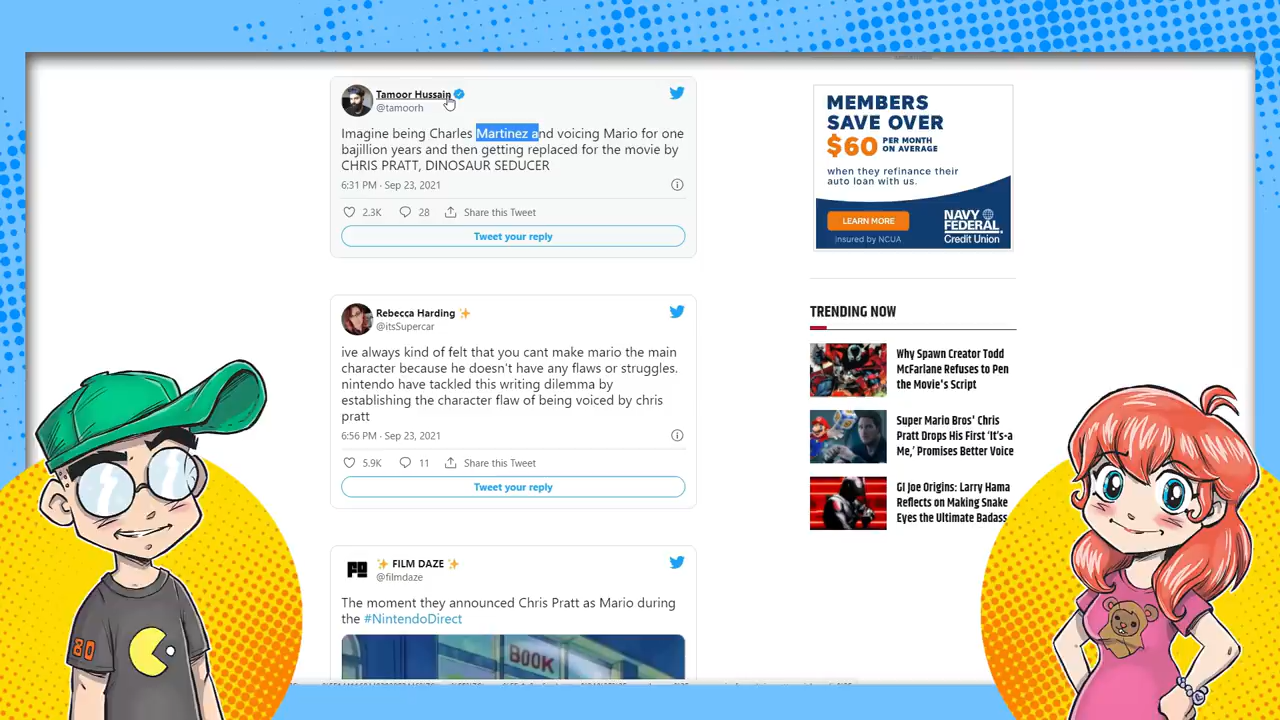 Tamoor Hussain
@tamoorh
Imagine being Charles Martinez and voicing Mario for one
bajillion years and then getting replaced for the movie by
CHRIS PRATT, DINOSAUR SEDUCER
6:31 PM · Sep 23, 2021
2.3K 28 Share this Tweet
Tweet your reply
Rebecca Harding ✨
@itsSupercar
ive always kind of felt that you cant make mario the main
character because he doesn't have any flaws or struggles.
nintendo have tackled this writing dilemma by
establishing the character flaw of being voiced by chris
pratt
6:56 PM · Sep 23, 2021
5.9K 11 Share this Tweet
Tweet your reply
✨ FILM DAZE ✨
@filmdaze
The moment they announced Chris Pratt as Mario during
the #NintendoDirect
BOOK
MEMBERS
SAVE OVER
$60 PER MONTH
ON AVERAGE
when they refinance their
auto loan with us.
LEARN MORE
NAVY
FEDERAL
Credit Union
Insured by NCUA
TRENDING NOW
Why Spawn Creator Todd
McFarlane Refuses to Pen
the Movie's Script
Super Mario Bros' Chris
Pratt Drops His First 'It's-a
Me,' Promises Better Voice
GI Joe Origins: Larry Hama
Reflects on Making Snake
Eyes the Ultimate Badass
80